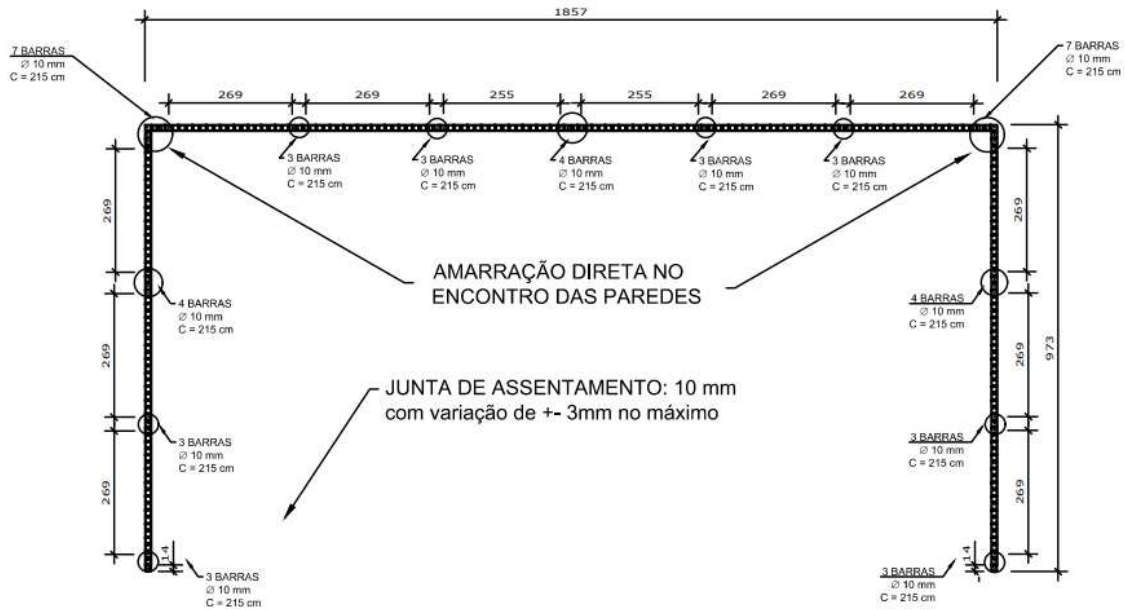 1857
7 BARRAS
Ø 10 mm
C = 215 cm
7 BARRAS
Ø 10 mm
C = 215 cm
269
269
255
255
269
269
3 BARRAS
Ø 10 mm
C = 215 cm
3 BARRAS
Ø 10 mm
C = 215 cm
4 BARRAS
Ø 10 mm
C = 215 cm
3 BARRAS
Ø 10 mm
C = 215 cm
3 BARRAS
Ø 10 mm
C = 215 cm
269
269
AMARRAÇÃO DIRETA NO
ENCONTRO DAS PAREDES
4 BARRAS
Ø 10 mm
C = 215 cm
4 BARRAS
Ø 10 mm
C = 215 cm
269
269
973
JUNTA DE ASSENTAMENTO: 10 mm
com variação de +- 3mm no máximo
3 BARRAS
Ø 10 mm
C = 215 cm
3 BARRAS
Ø 10 mm
C = 215 cm
269
269
14
14
3 BARRAS
Ø 10 mm
C = 215 cm
3 BARRAS
Ø 10 mm
C = 215 cm